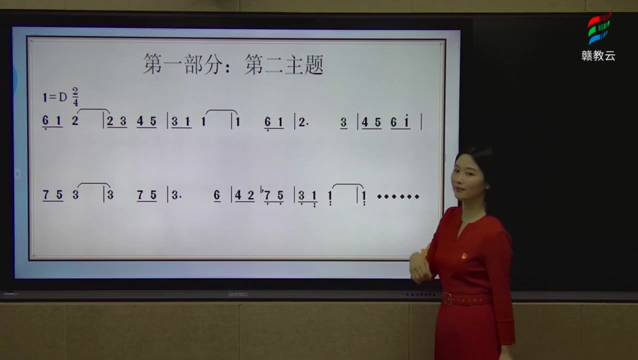 赣教云
第一部分：第二主题
1=D 2/4
6 1 2 | 2 3 4 5 | 3 1 1 | 1 6 1 | 2· 3 | 4 5 6 1 |
7 5 3 | 3 7 5 | 3· 6 | 4 2 ♭7 5 | 3 1 1 | 1 ······